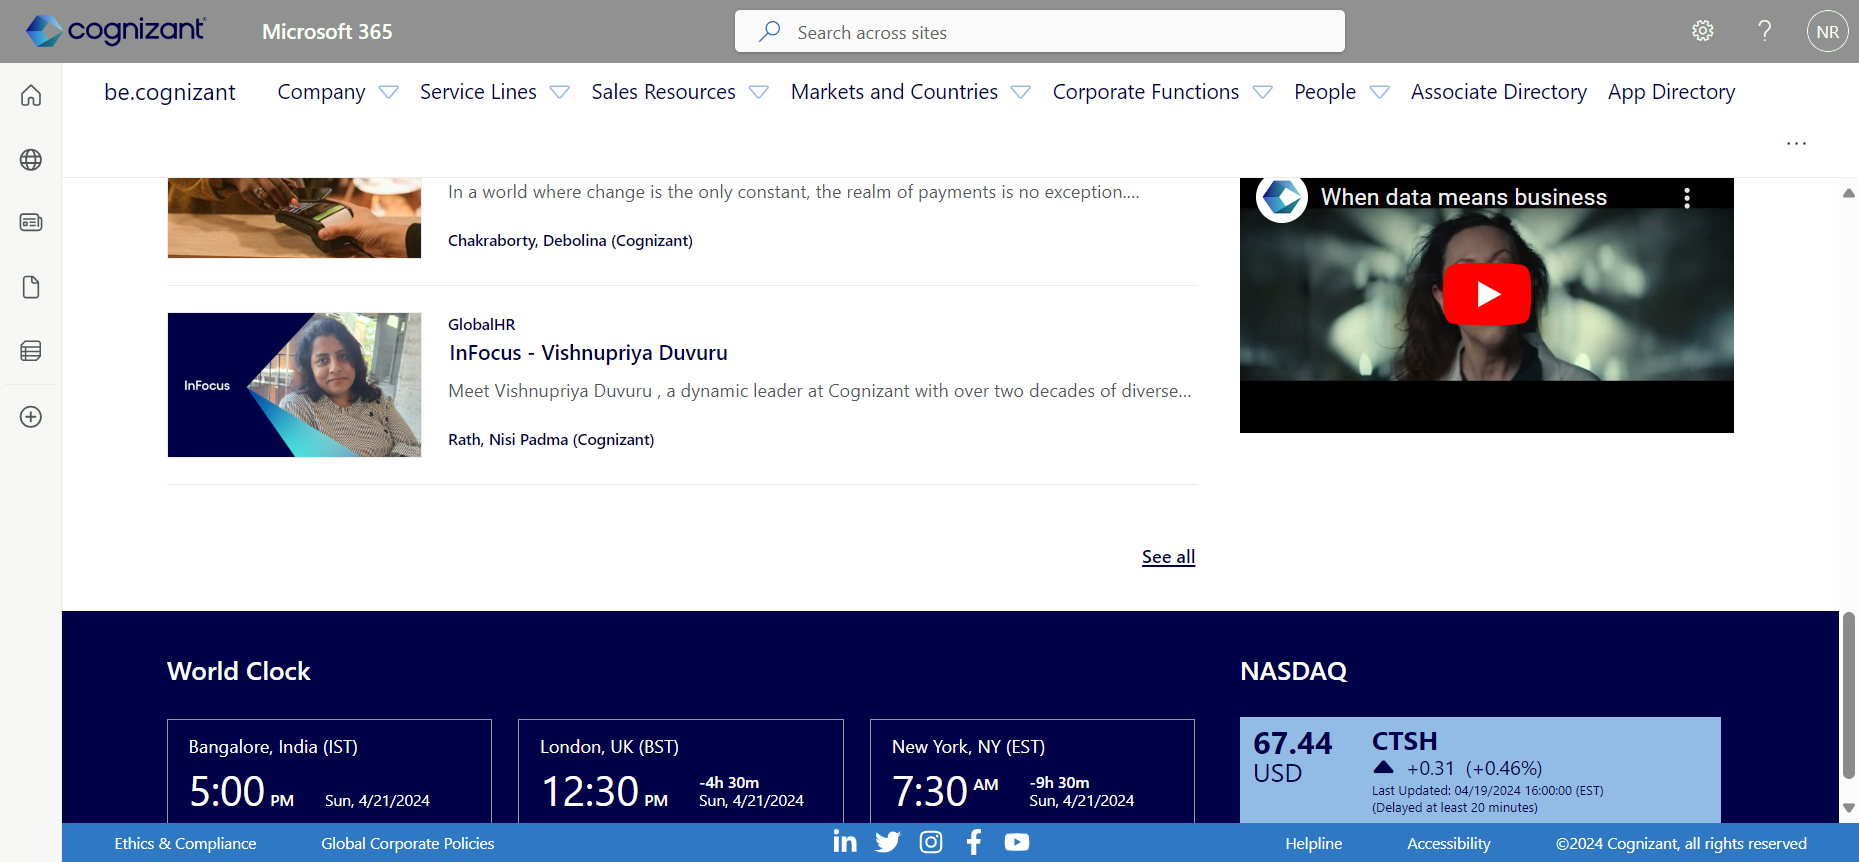 cognizant
Microsoft 365
Search across sites
NR
be.cognizant
Company
Service Lines
Sales Resources
Markets and Countries
Corporate Functions
People
Associate Directory
App Directory
...
In a world where change is the only constant, the realm of payments is no exception....
Chakraborty, Debolina (Cognizant)
When data means business
InFocus
GlobalHR
InFocus - Vishnupriya Duvuru
Meet Vishnupriya Duvuru , a dynamic leader at Cognizant with over two decades of diverse...
Rath, Nisi Padma (Cognizant)
See all
World Clock
Bangalore, India (IST)
5:00 PM
Sun, 4/21/2024
London, UK (BST)
12:30 PM
-4h 30m
Sun, 4/21/2024
New York, NY (EST)
7:30 AM
-9h 30m
Sun, 4/21/2024
NASDAQ
67.44
USD
CTSH
+0.31 (+0.46%)
Last Updated: 04/19/2024 16:00:00 (EST)
(Delayed at least 20 minutes)
Ethics & Compliance
Global Corporate Policies
Helpline
Accessibility
©2024 Cognizant, all rights reserved